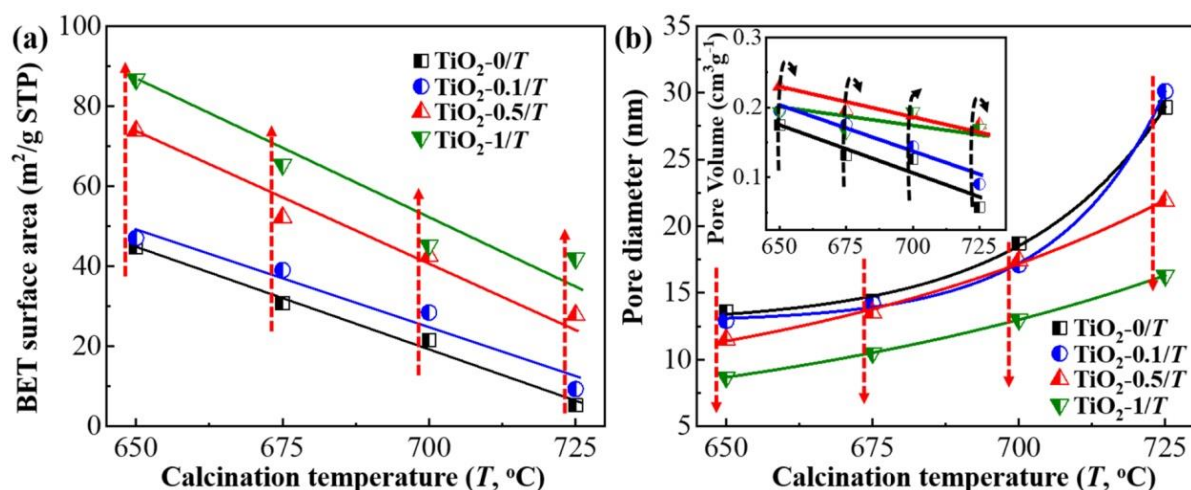 (a)
BET surface area (m²/g STP)
100
80
60
40
20
0
TiO₂-0/T
TiO₂-0.1/T
TiO₂-0.5/T
TiO₂-1/T
650 675 700 725
Calcination temperature (T, °C)
(b)
Pore diameter (nm)
35
30
25
20
15
10
5
Pore Volume (cm³g⁻¹)
0.3
0.2
0.1
650 675 700 725
TiO₂-0/T
TiO₂-0.1/T
TiO₂-0.5/T
TiO₂-1/T
650 675 700 725
Calcination temperature (T, °C)